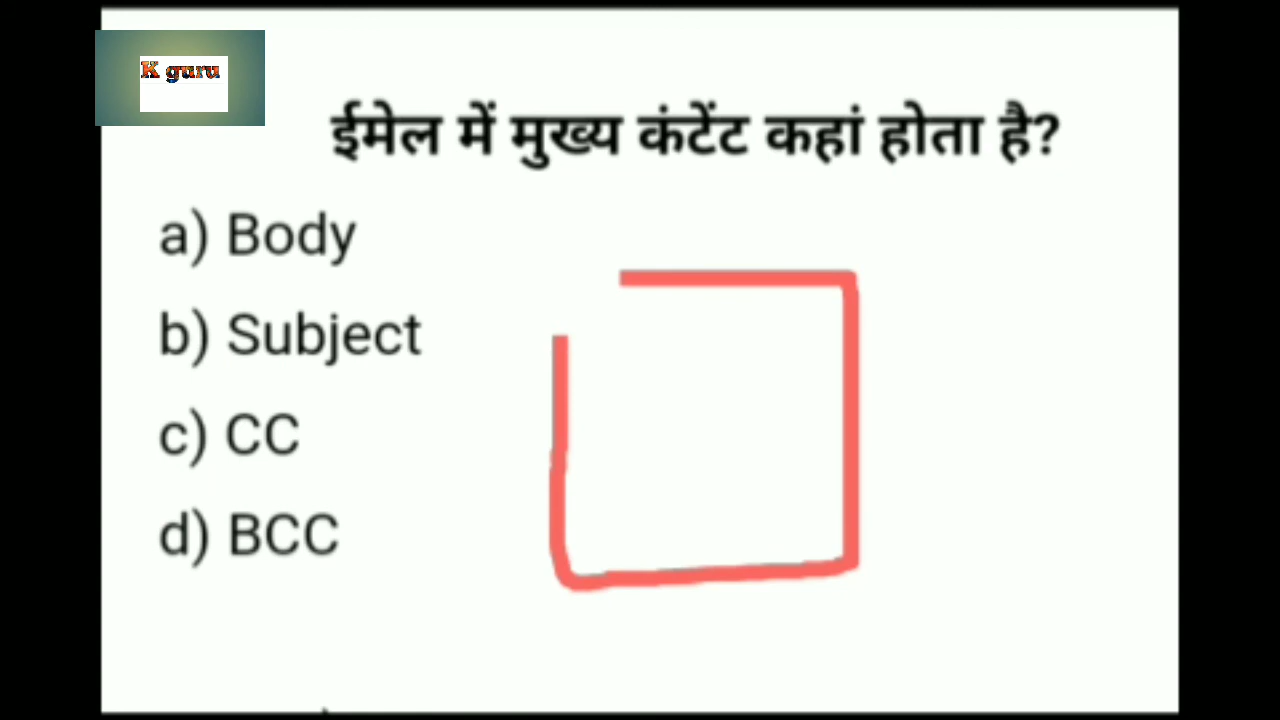 K guru
ईमेल में मुख्य कंटेंट कहां होता है?
a) Body
b) Subject
c) CC
d) BCC